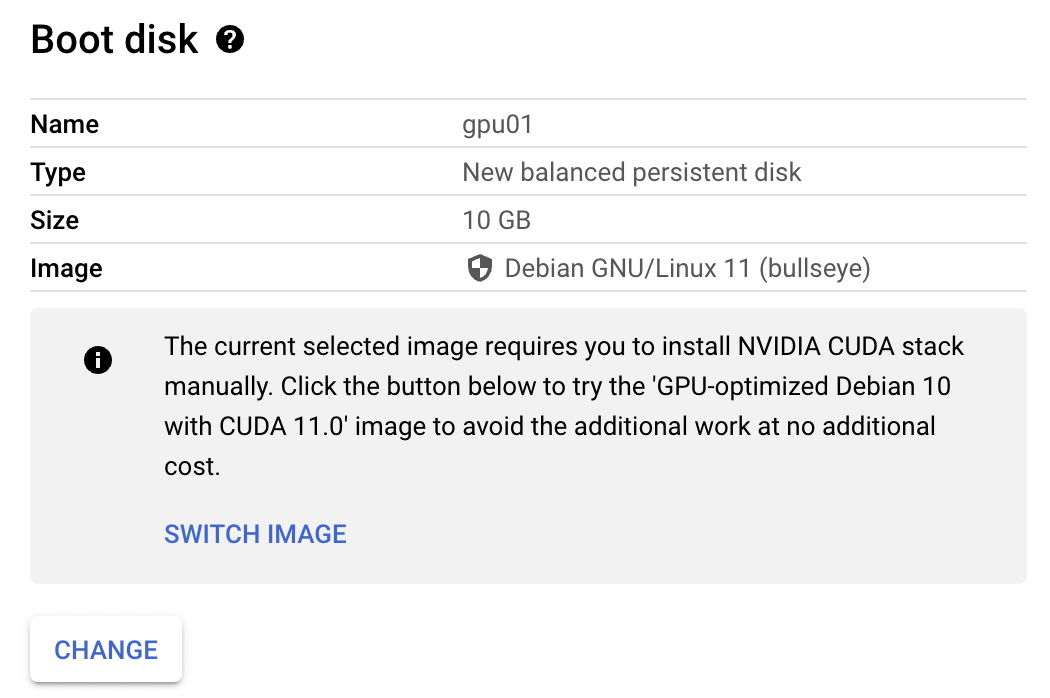 Boot disk
Name gpu01
Type New balanced persistent disk
Size 10 GB
Image Debian GNU/Linux 11 (bullseye)
The current selected image requires you to install NVIDIA CUDA stack
manually. Click the button below to try the 'GPU-optimized Debian 10
with CUDA 11.0' image to avoid the additional work at no additional
cost.
SWITCH IMAGE
CHANGE